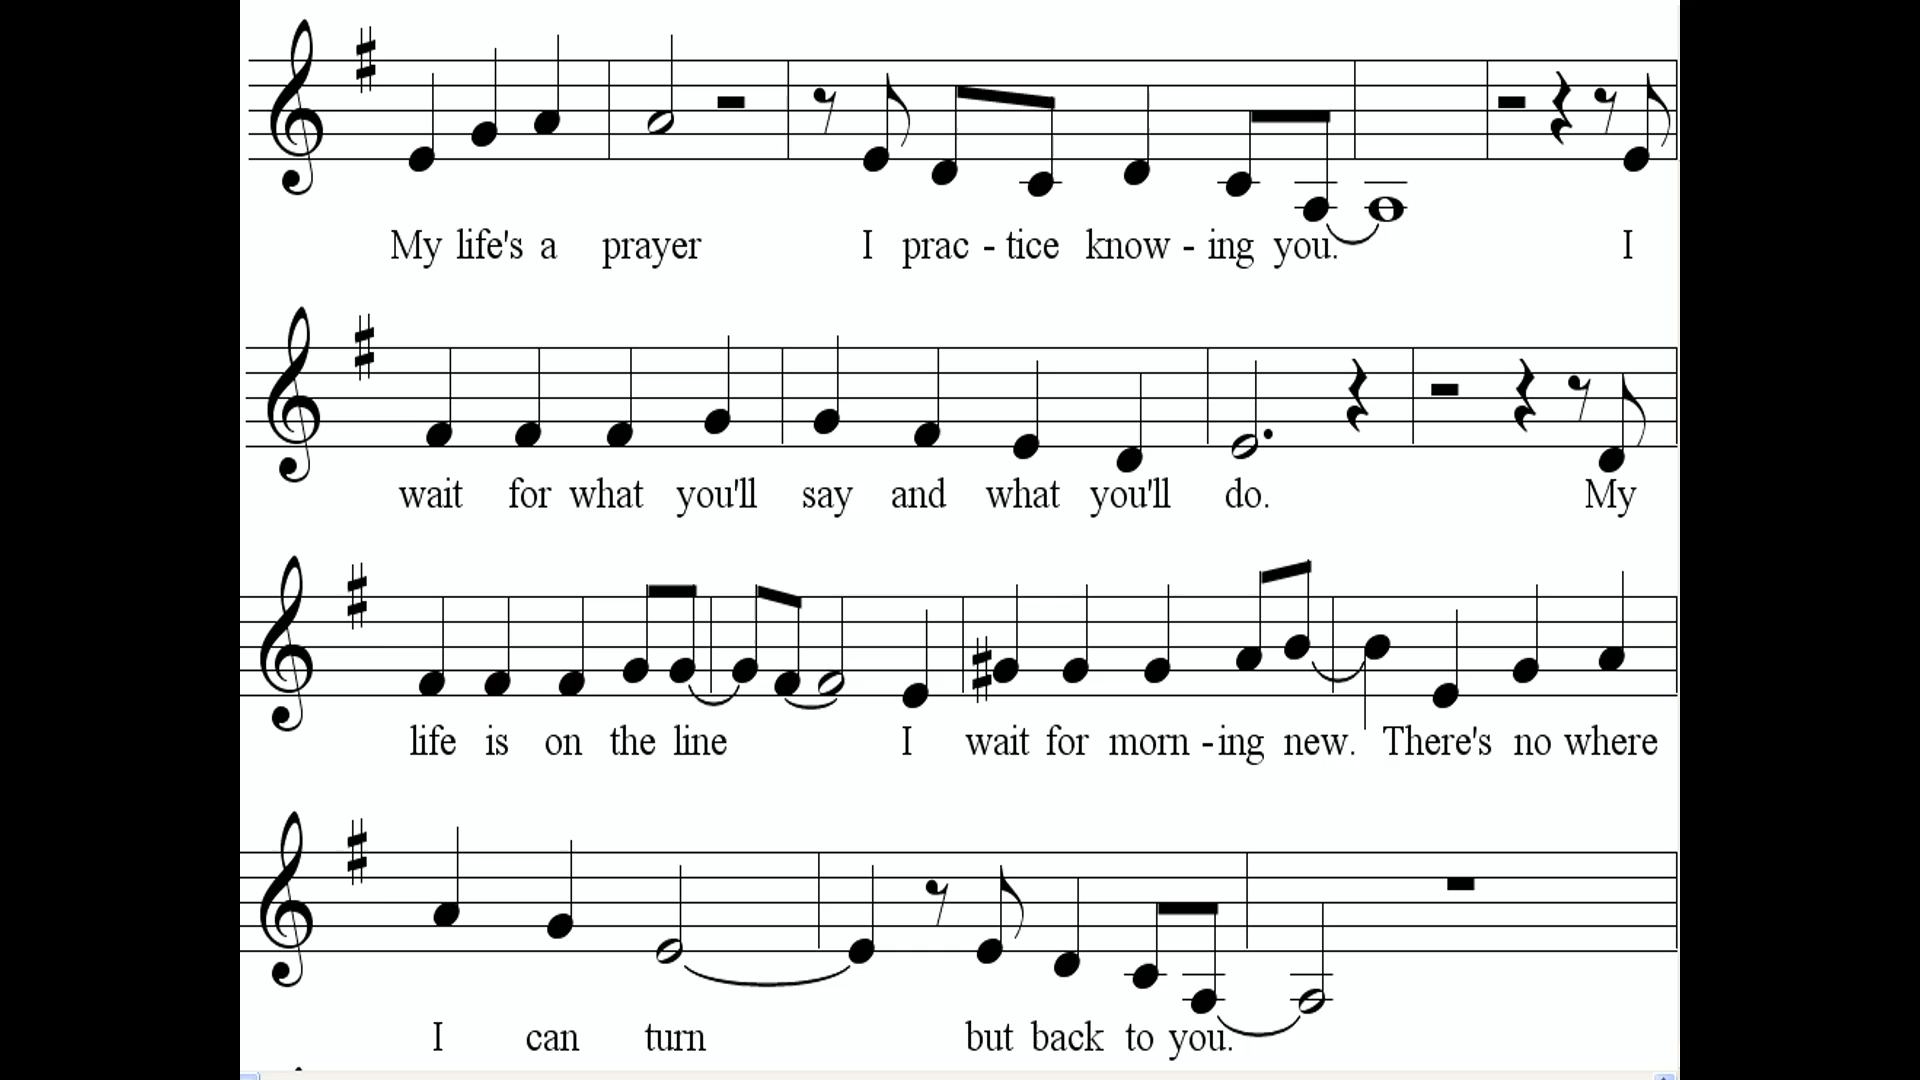 My life's a prayer I prac - tice know - ing you. I
wait for what you'll say and what you'll do. My
life is on the line I wait for morn - ing new. There's no where
I can turn but back to you.